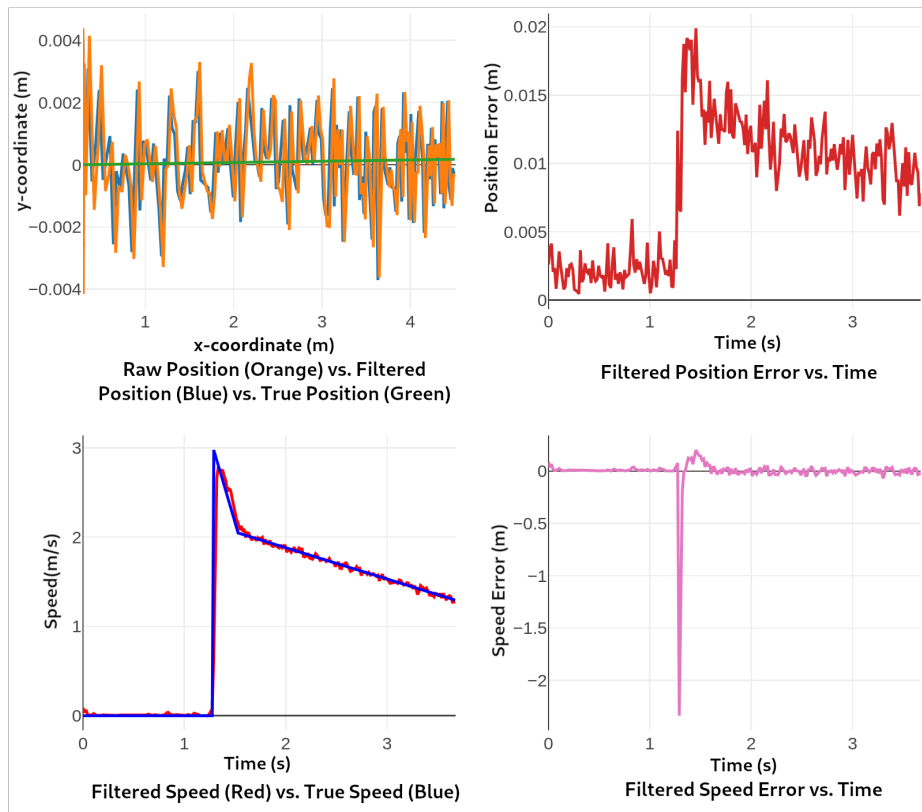 0.004
0.002
0
−0.002
−0.004
y-coordinate (m)
1
2
3
4
x-coordinate (m)
Raw Position (Orange) vs. Filtered
Position (Blue) vs. True Position (Green)
0.02
0.015
0.01
0.005
0
Position Error (m)
0
1
2
3
Time (s)
Filtered Position Error vs. Time
3
2
1
0
Speed(m/s)
0
1
2
3
Time (s)
Filtered Speed (Red) vs. True Speed (Blue)
0
−0.5
−1
−1.5
−2
Speed Error (m)
0
1
2
3
Time (s)
Filtered Speed Error vs. Time